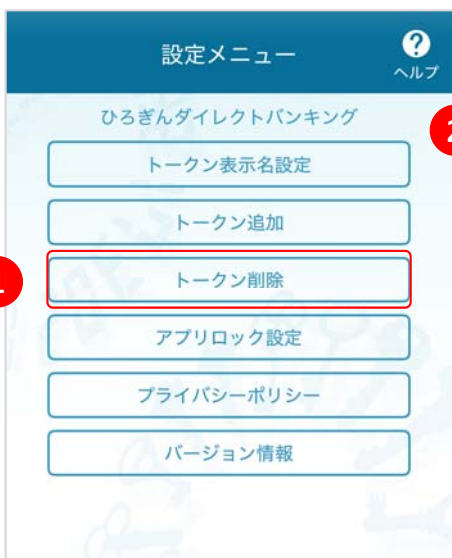 設定メニュー
?
ヘルプ
ひろぎんダイレクトバンキング
トークン表示名設定
トークン追加
トークン削除
アプリロック設定
プライバシーポリシー
バージョン情報